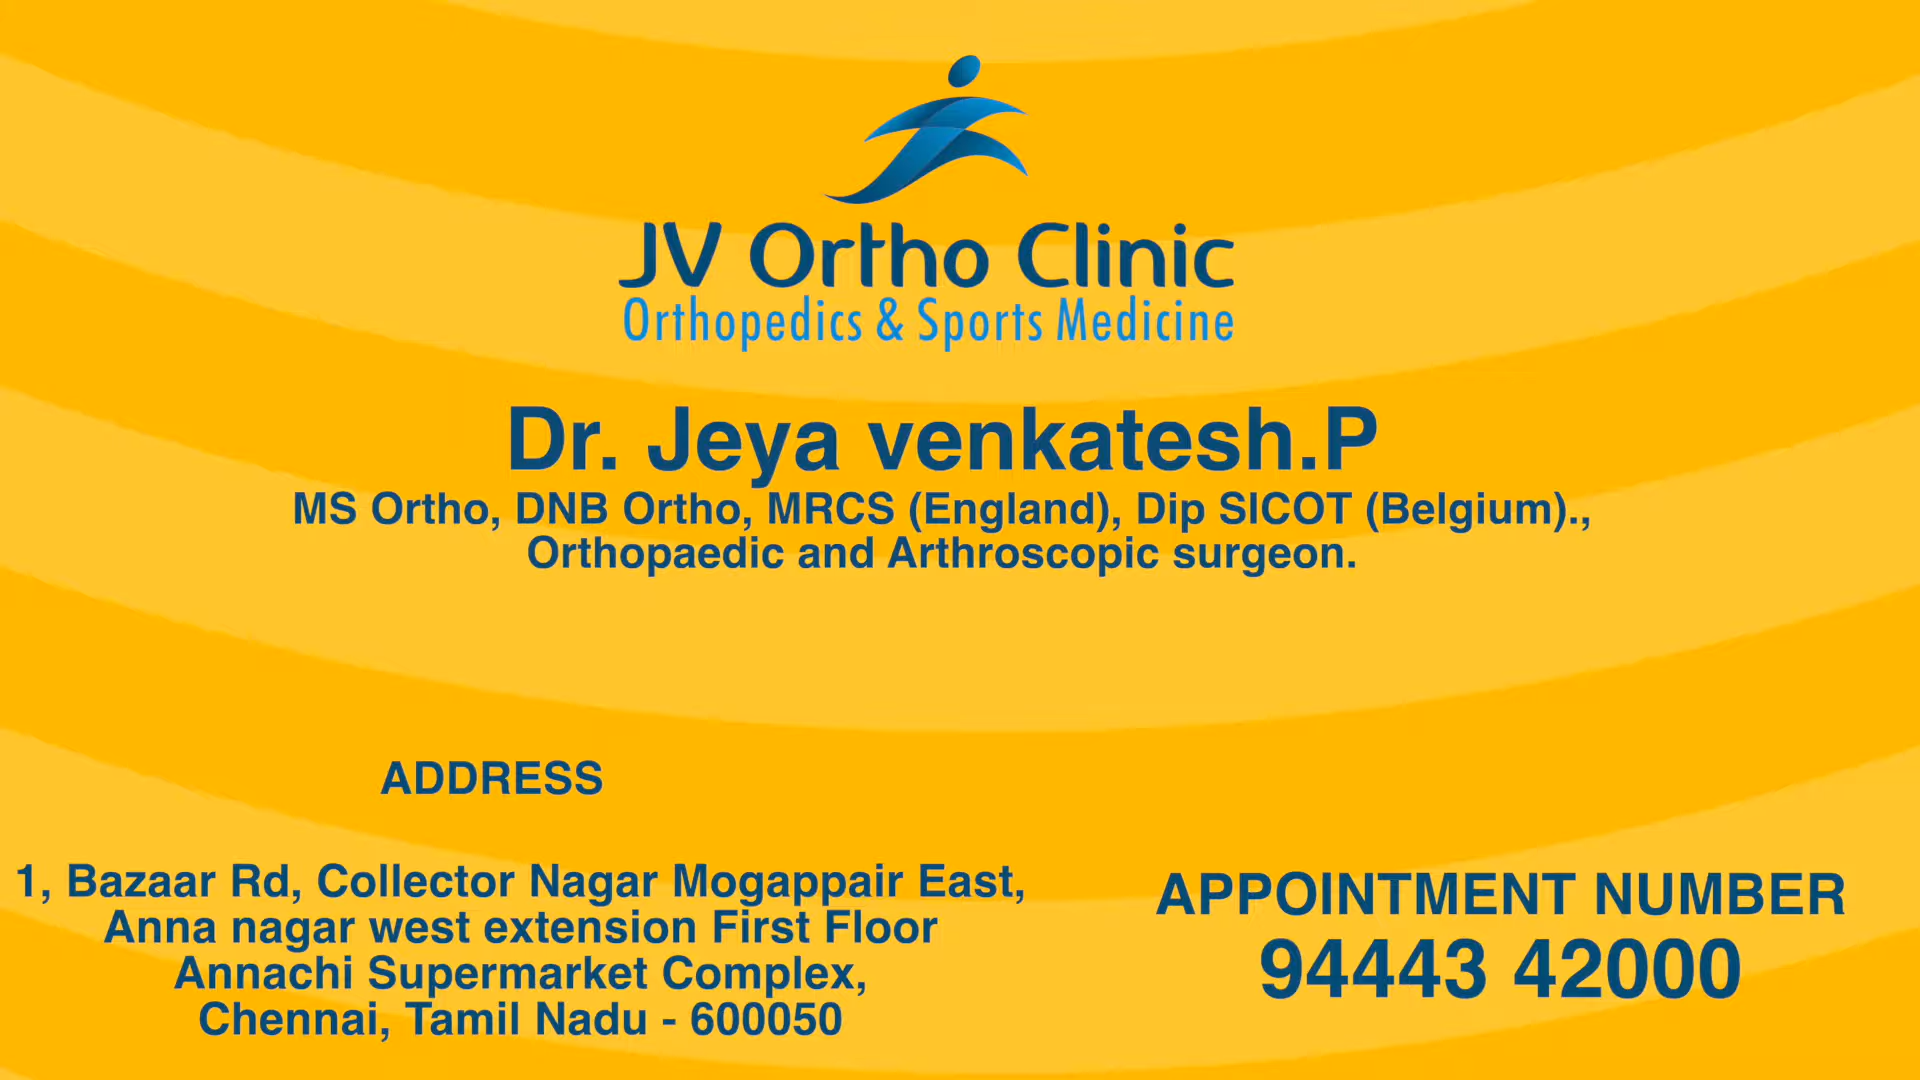 JV Ortho Clinic
Orthopedics & Sports Medicine
Dr. Jeya venkatesh.P
MS Ortho, DNB Ortho, MRCS (England), Dip SICOT (Belgium).,
Orthopaedic and Arthroscopic surgeon.
ADDRESS
1, Bazaar Rd, Collector Nagar Mogappair East,
Anna nagar west extension First Floor
Annachi Supermarket Complex,
Chennai, Tamil Nadu - 600050
APPOINTMENT NUMBER
94443 42000